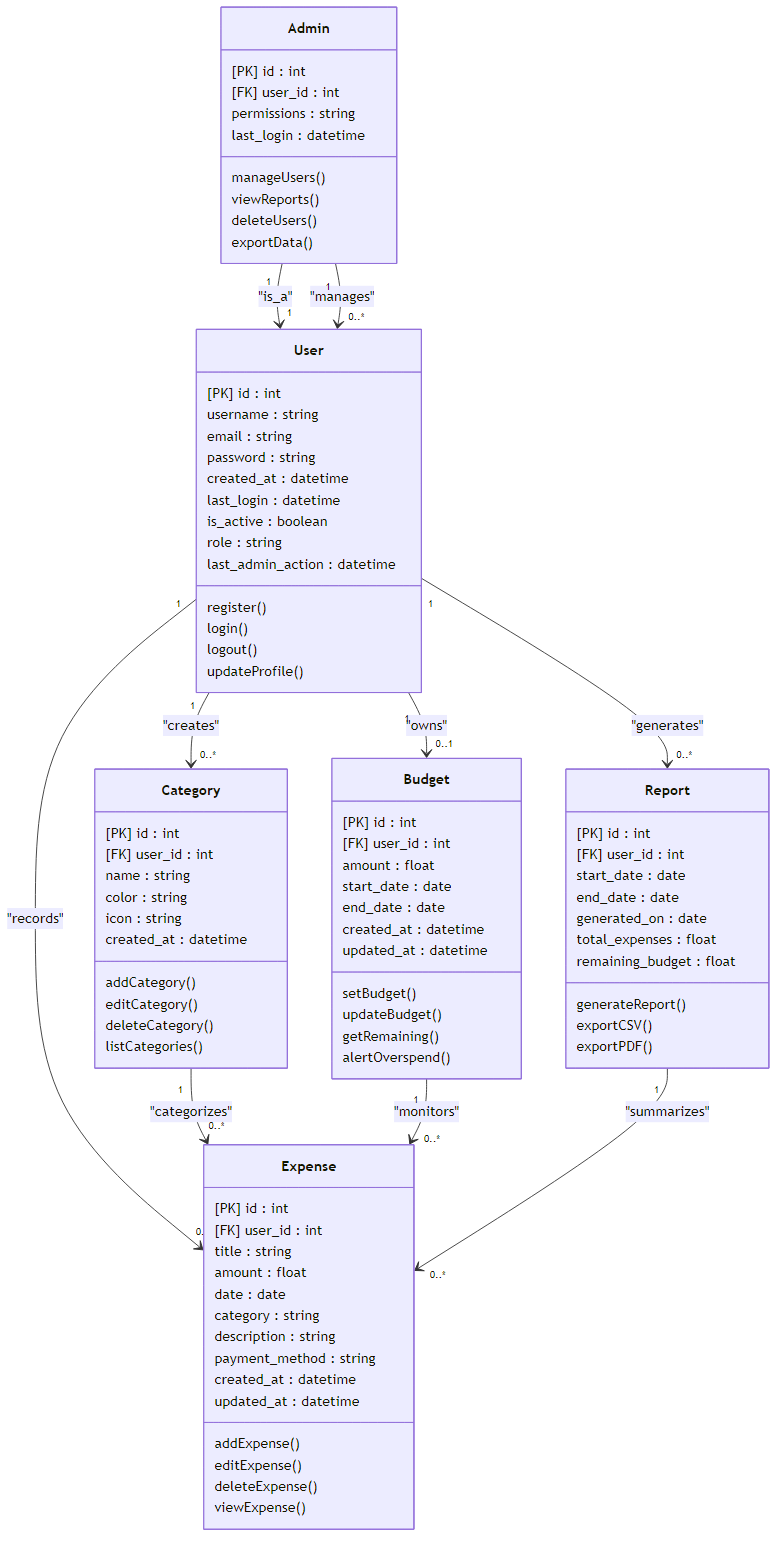 Admin
[PK] id : int
[FK] user_id : int
permissions : string
last_login : datetime
manageUsers()
viewReports()
deleteUsers()
exportData()
1
1
"is_a"
"manages"
1
0..*
User
[PK] id : int
username : string
email : string
password : string
created_at : datetime
last_login : datetime
is_active : boolean
role : string
last_admin_action : datetime
register()
login()
logout()
updateProfile()
1
1
1
1
"creates"
"owns"
"generates"
0..*
0..1
0..*
Category
[PK] id : int
[FK] user_id : int
name : string
color : string
icon : string
created_at : datetime
addCategory()
editCategory()
deleteCategory()
listCategories()
Budget
[PK] id : int
[FK] user_id : int
amount : float
start_date : date
end_date : date
created_at : datetime
updated_at : datetime
setBudget()
updateBudget()
getRemaining()
alertOverspend()
Report
[PK] id : int
[FK] user_id : int
start_date : date
end_date : date
generated_on : date
total_expenses : float
remaining_budget : float
generateReport()
exportCSV()
exportPDF()
"records"
1
1
1
"categorizes"
"monitors"
"summarizes"
0..*
0..*
0.
0..*
Expense
[PK] id : int
[FK] user_id : int
title : string
amount : float
date : date
category : string
description : string
payment_method : string
created_at : datetime
updated_at : datetime
addExpense()
editExpense()
deleteExpense()
viewExpense()